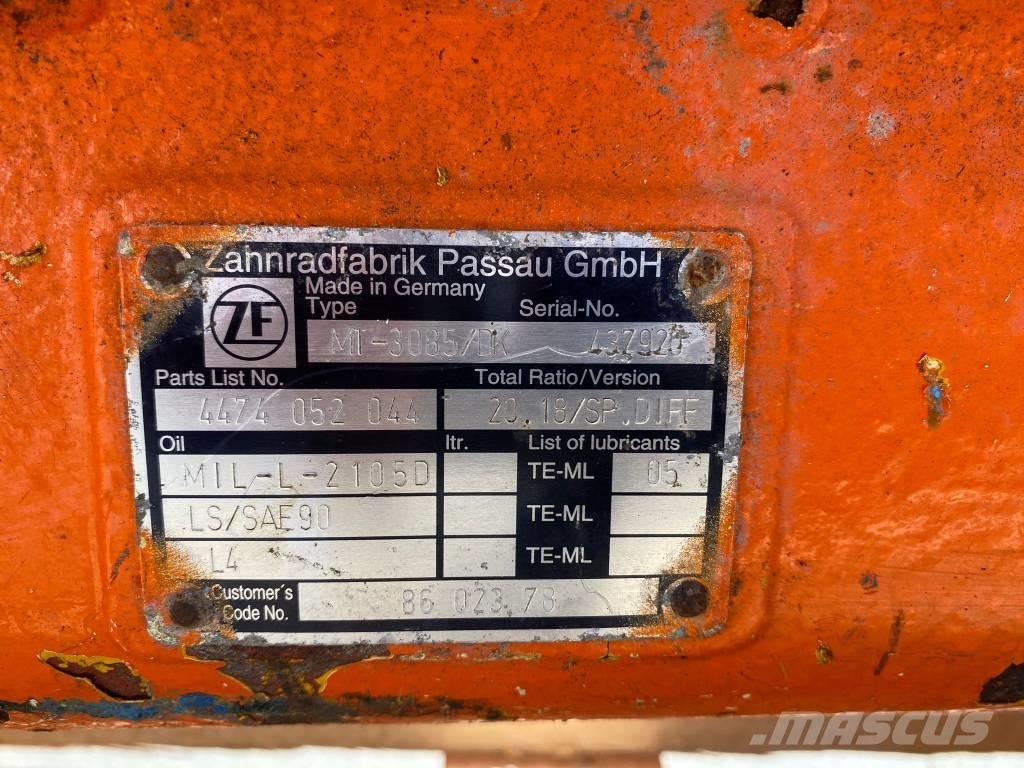 Zahnradfabrik Passau GmbH
ZF
Made in Germany
Type Serial-No.
MT-3085/DK 437920
Parts List No. Total Ratio/Version
4474 052 044 20.18/SP.DIFF
Oil ltr. List of lubricants
MIL-L-2105D TE-ML 05
LS/SAE90 TE-ML
L4 TE-ML
Customer's
Code No. 86 023 78
MASCUS